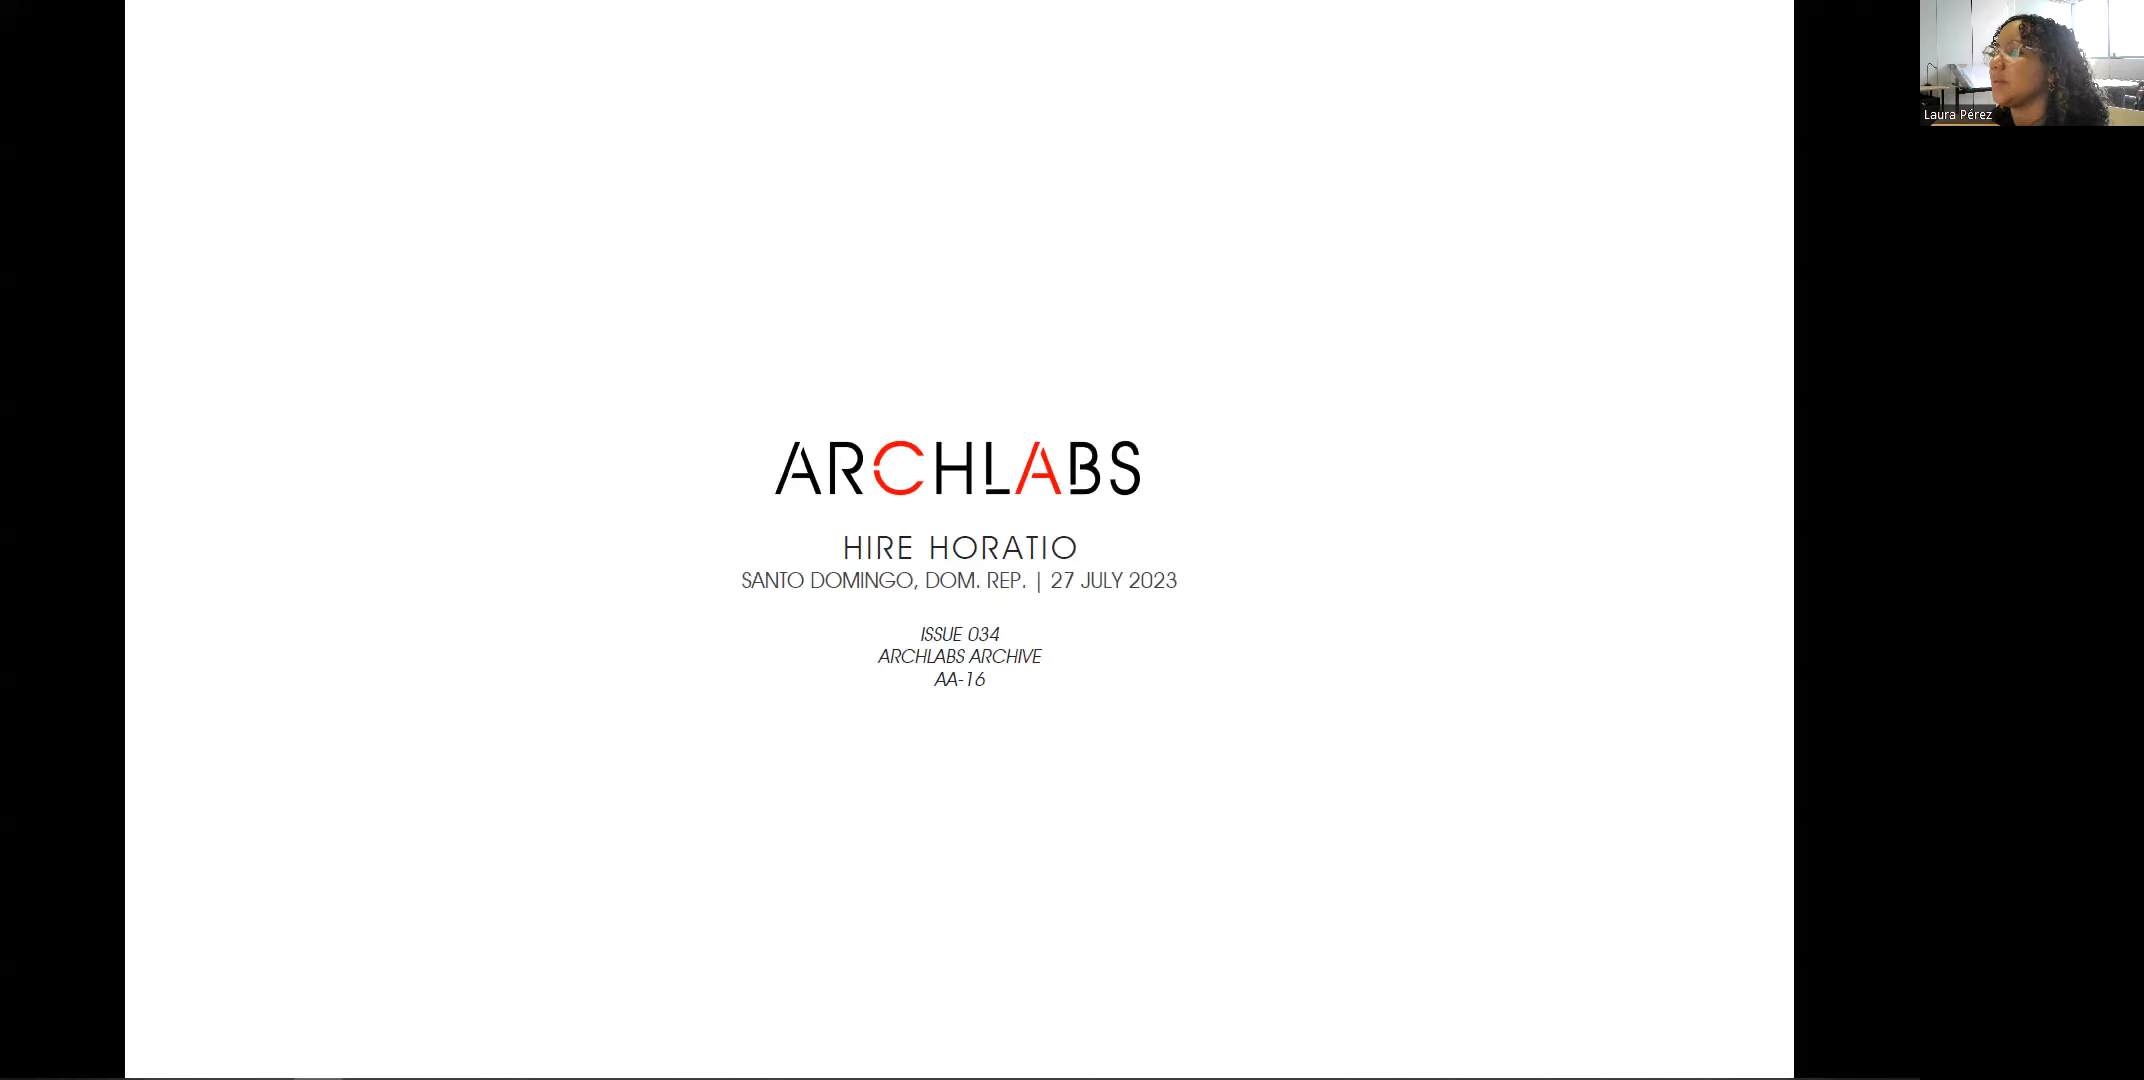 ARCHLABS
HIRE HORATIO
SANTO DOMINGO, DOM. REP. | 27 JULY 2023
ISSUE 034
ARCHLABS ARCHIVE
AA-16
Laura Pérez